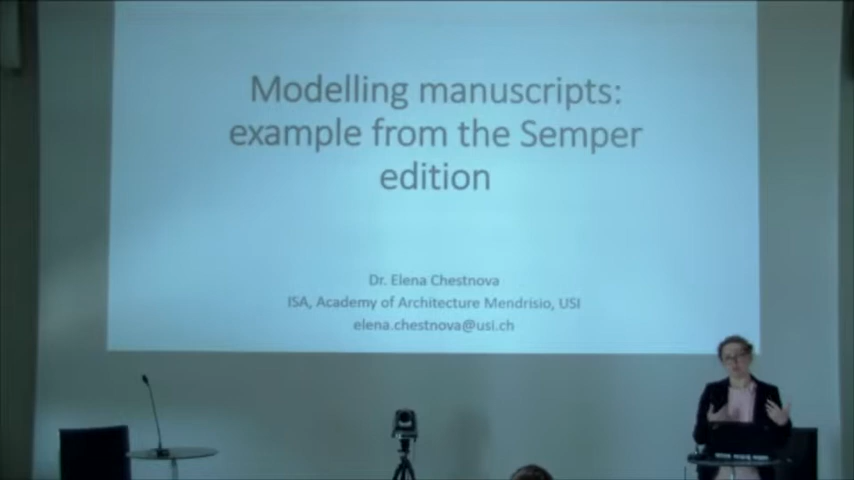 Modelling manuscripts:
example from the Semper
edition
Dr. Elena Chestnova
ISA, Academy of Architecture Mendrisio, USI
elena.chestnova@usi.ch